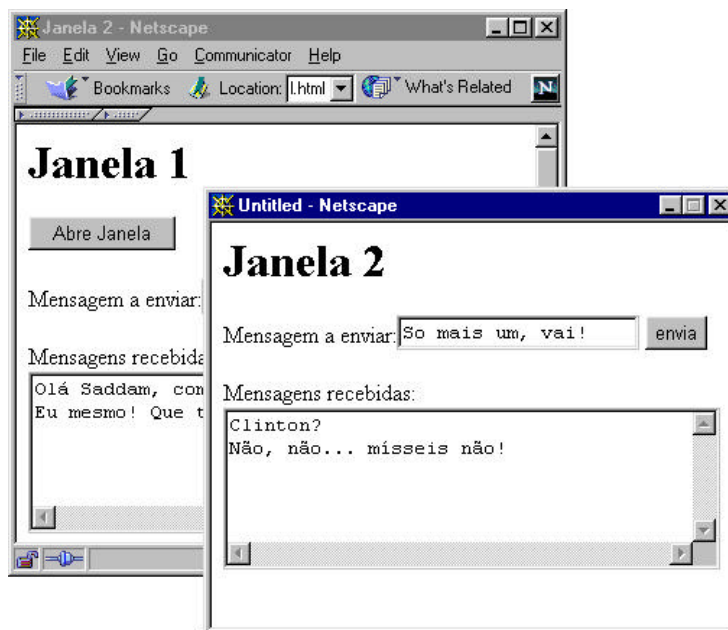 Janela 2 - Netscape
File Edit View Go Communicator Help
Bookmarks Location: l.html What's Related N
Janela 1
Abre Janela
Mensagem a enviar:
Mensagens
Olá Saddam,
Eu mesmo! Que
Untitled - Netscape
Janela 2
Mensagem a enviar: So mais um, vai! envia
Mensagens recebidas:
Clinton?
Não, não... mísseis não!